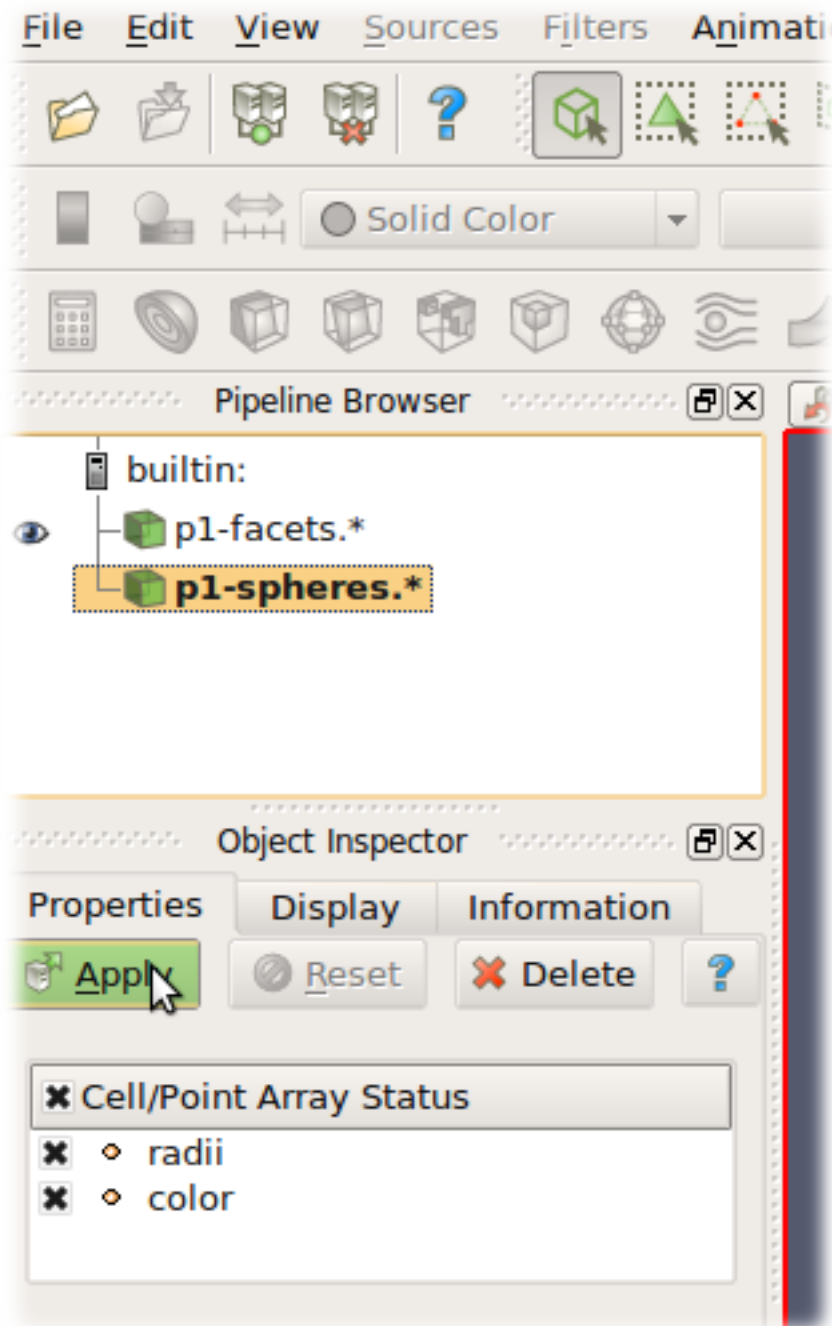 File Edit View Sources Filters Animati
Solid Color
Pipeline Browser
builtin:
p1-facets.*
p1-spheres.*
Object Inspector
Properties Display Information
Apply Reset Delete ?
Cell/Point Array Status
radii
color